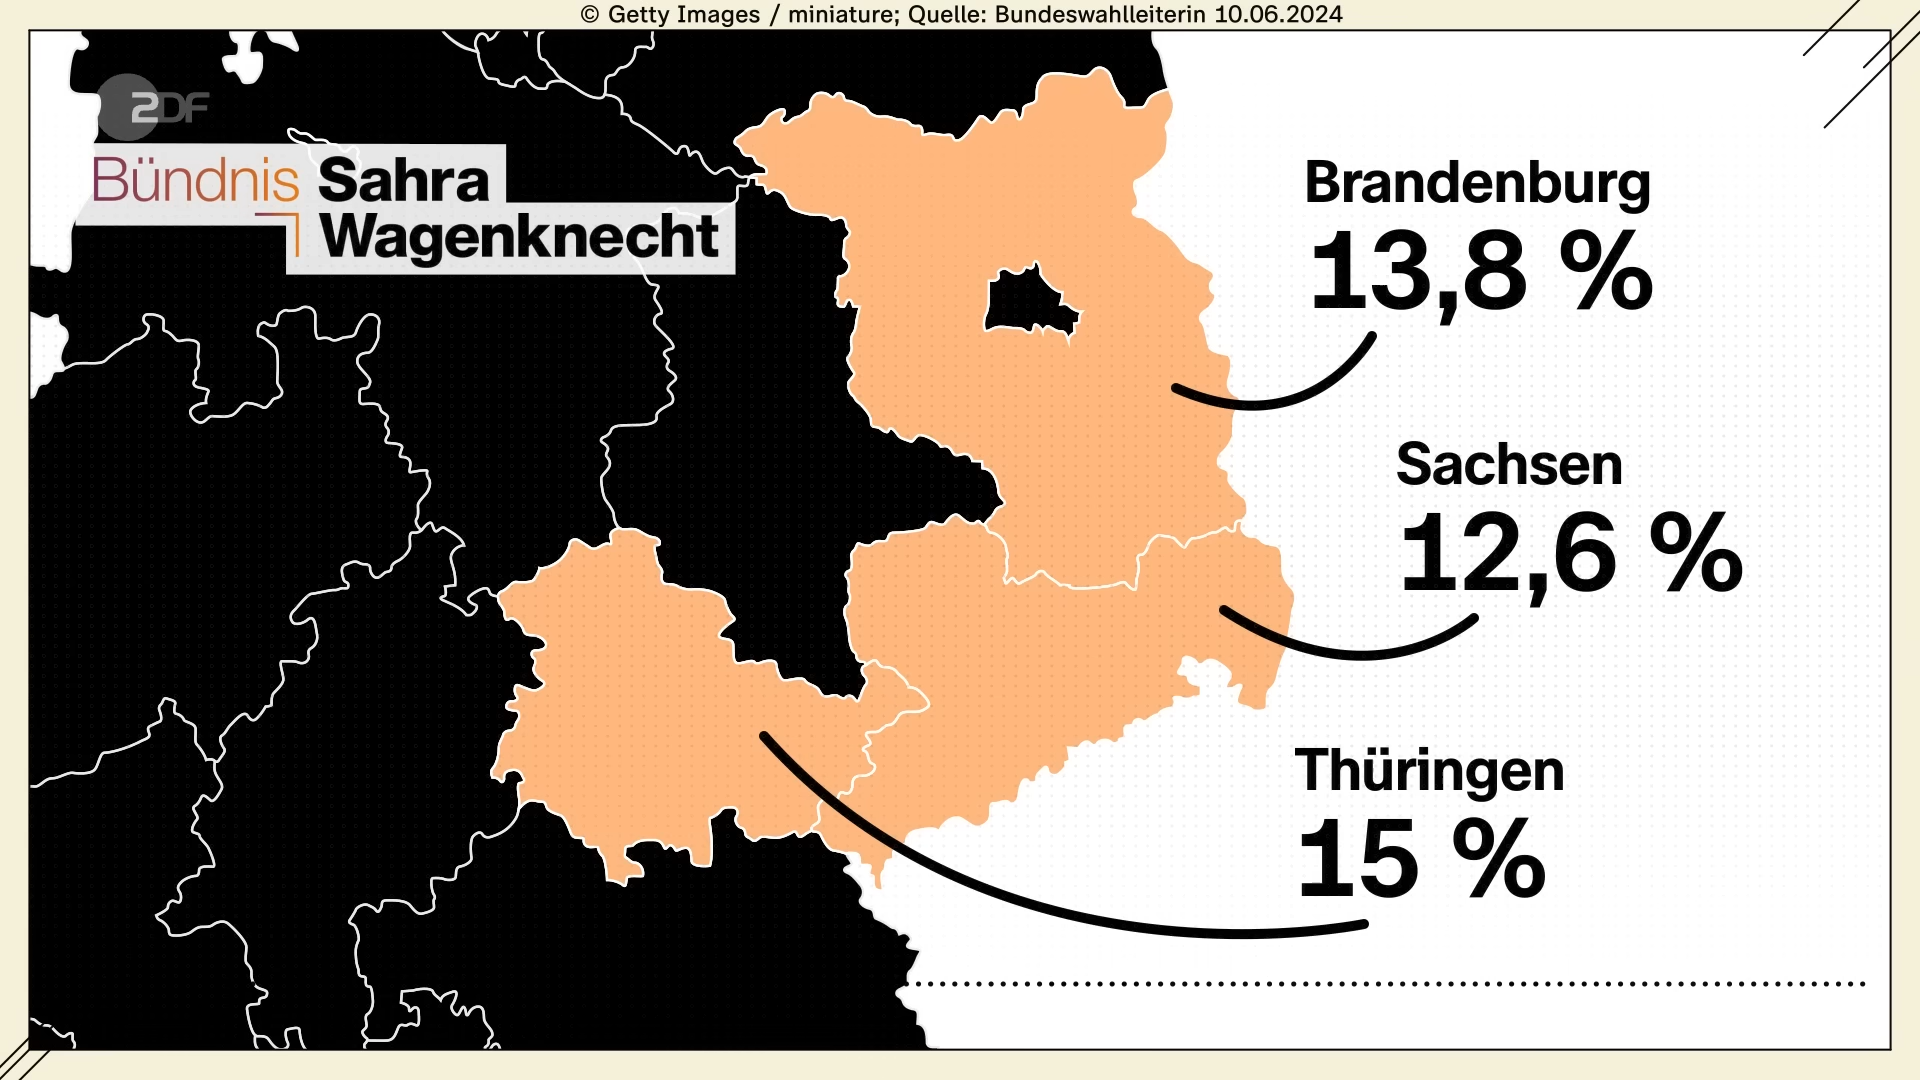 © Getty Images / miniature; Quelle: Bundeswahlleiterin 10.06.2024
2DF
Bündnis Sahra
Wagenknecht
Brandenburg
13,8 %
Sachsen
12,6 %
Thüringen
15 %